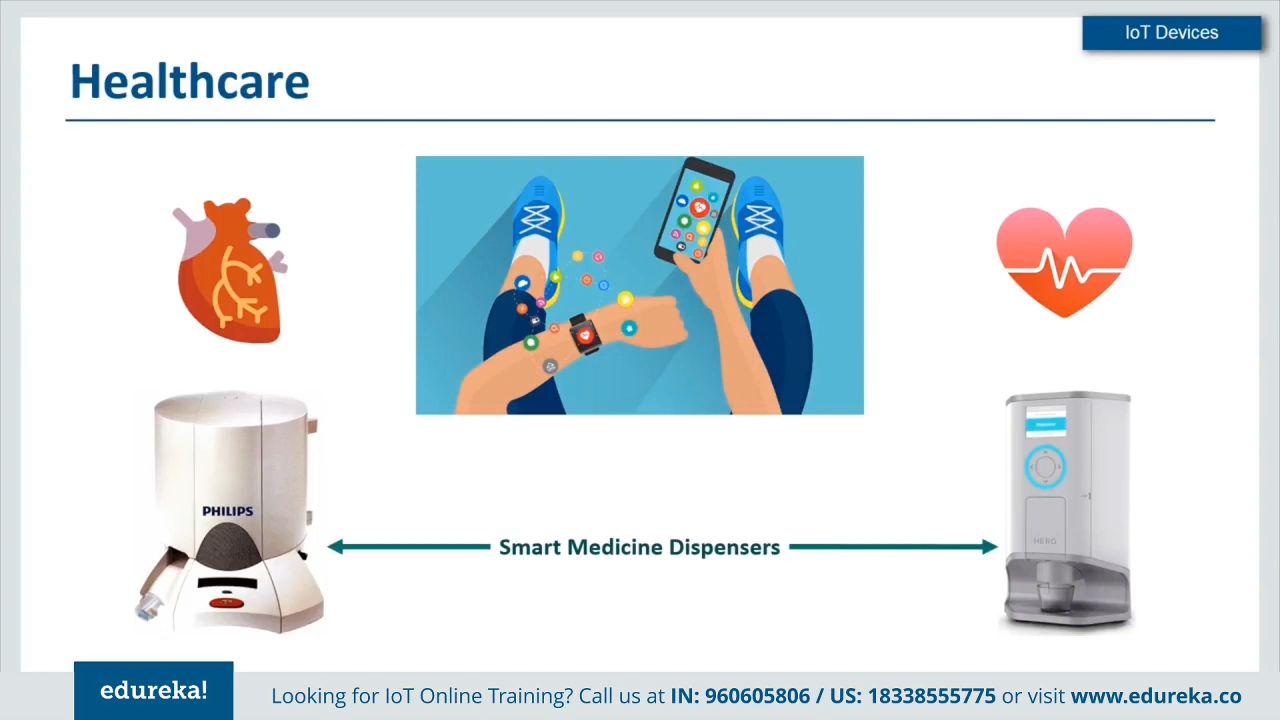 IoT Devices
Healthcare
PHILIPS
Smart Medicine Dispensers
HERO
edureka!
Looking for IoT Online Training? Call us at IN: 960605806 / US: 18338555775 or visit www.edureka.co